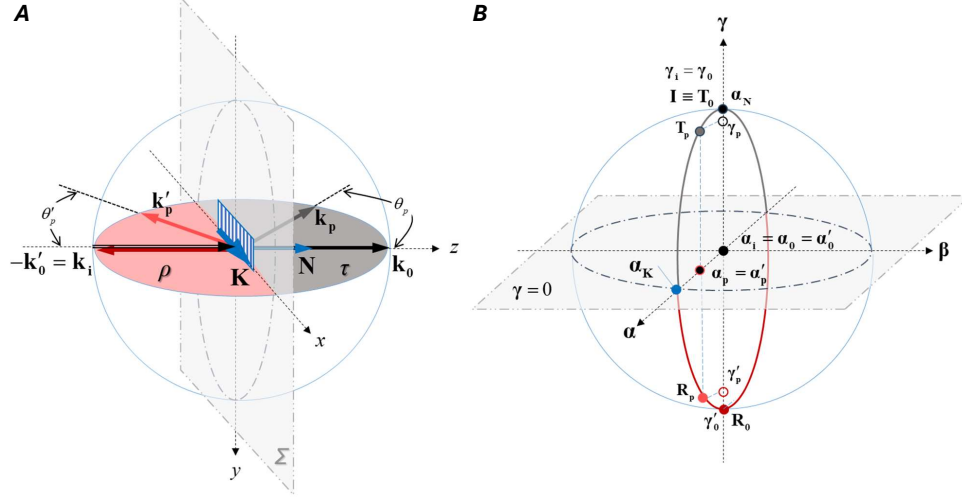 A
θ′p
k′p
kp
θp
z
−k′0 = ki
ρ
K
N
τ
k0
x
y
Σ
B
γ
γi = γ0
I ≡ T0
αN
Tp
γp
αi = α0 = α′0
β
αK
αp = α′p
γ = 0
α
Rp
γ′p
γ′0
R0